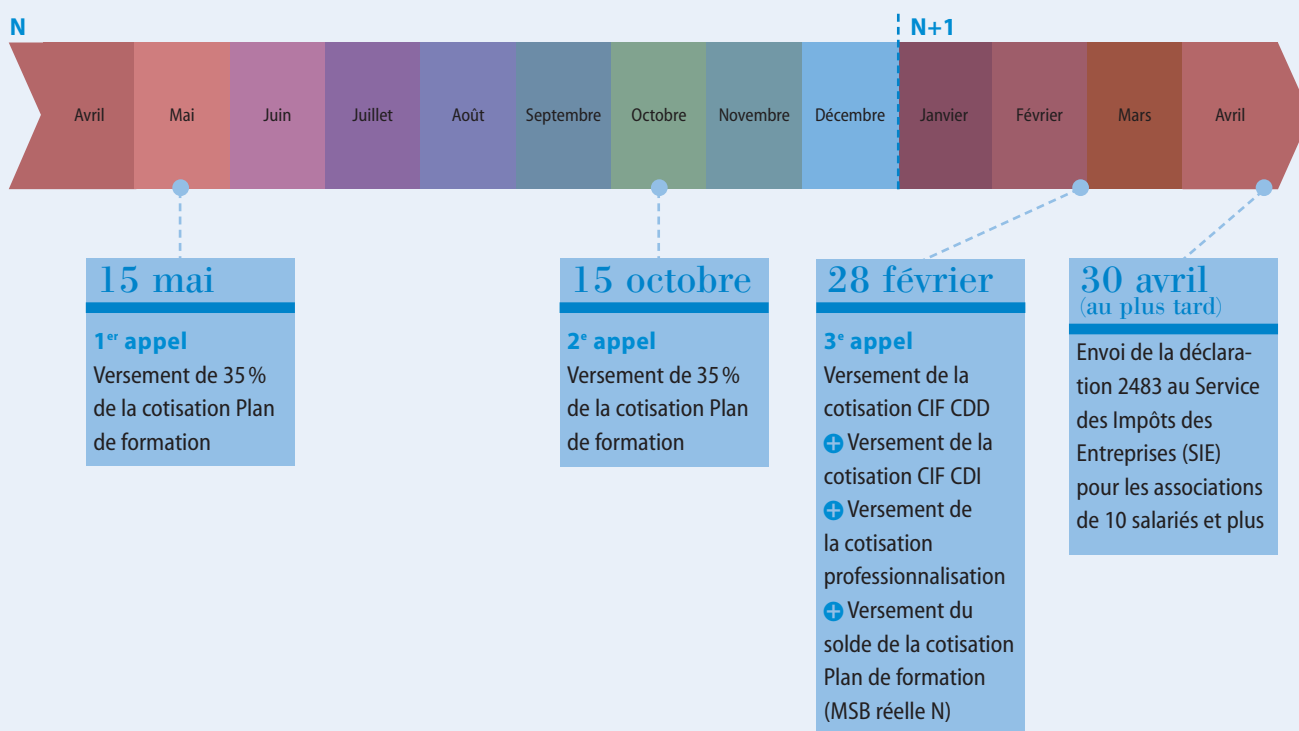 N
N+1
Avril
Mai
Juin
Juillet
Août
Septembre
Octobre
Novembre
Décembre
Janvier
Février
Mars
Avril
15 mai
1er appel
Versement de 35 %
de la cotisation Plan
de formation
15 octobre
2e appel
Versement de 35 %
de la cotisation Plan
de formation
28 février
3e appel
Versement de la
cotisation CIF CDD
+ Versement de la
cotisation CIF CDI
+ Versement de
la cotisation
professionnalisation
+ Versement du
solde de la cotisation
Plan de formation
(MSB réelle N)
30 avril
(au plus tard)
Envoi de la déclara-
tion 2483 au Service
des Impôts des
Entreprises (SIE)
pour les associations
de 10 salariés et plus